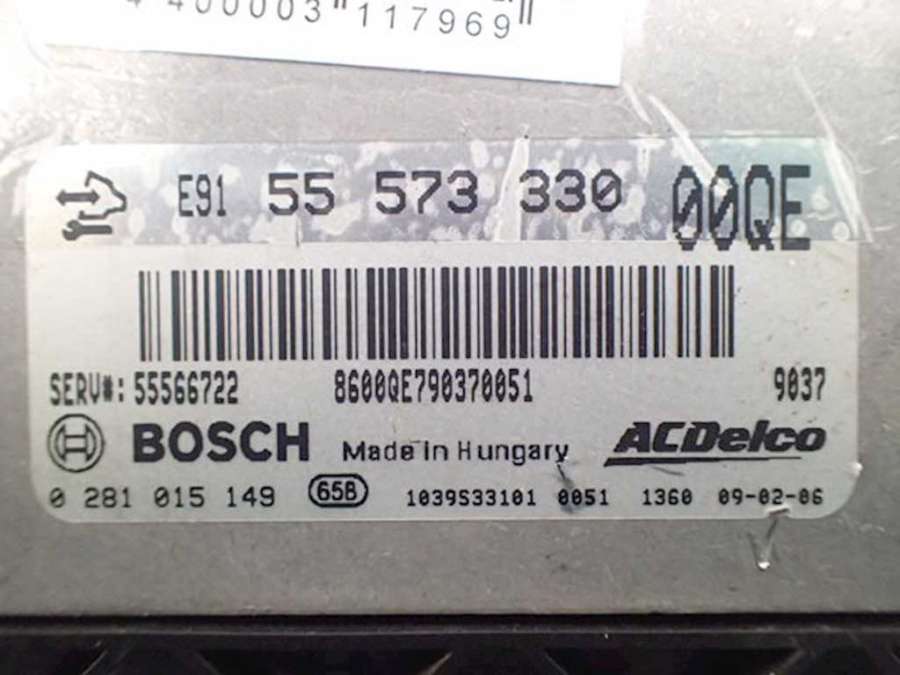 400003"117969"
E91 55 573 330 00QE
SERV#: 55566722 8600QE790370051 9037
BOSCH Made in Hungary ACDelco
0 281 015 149 65B 1039S33101 0051 1360 09-02-06